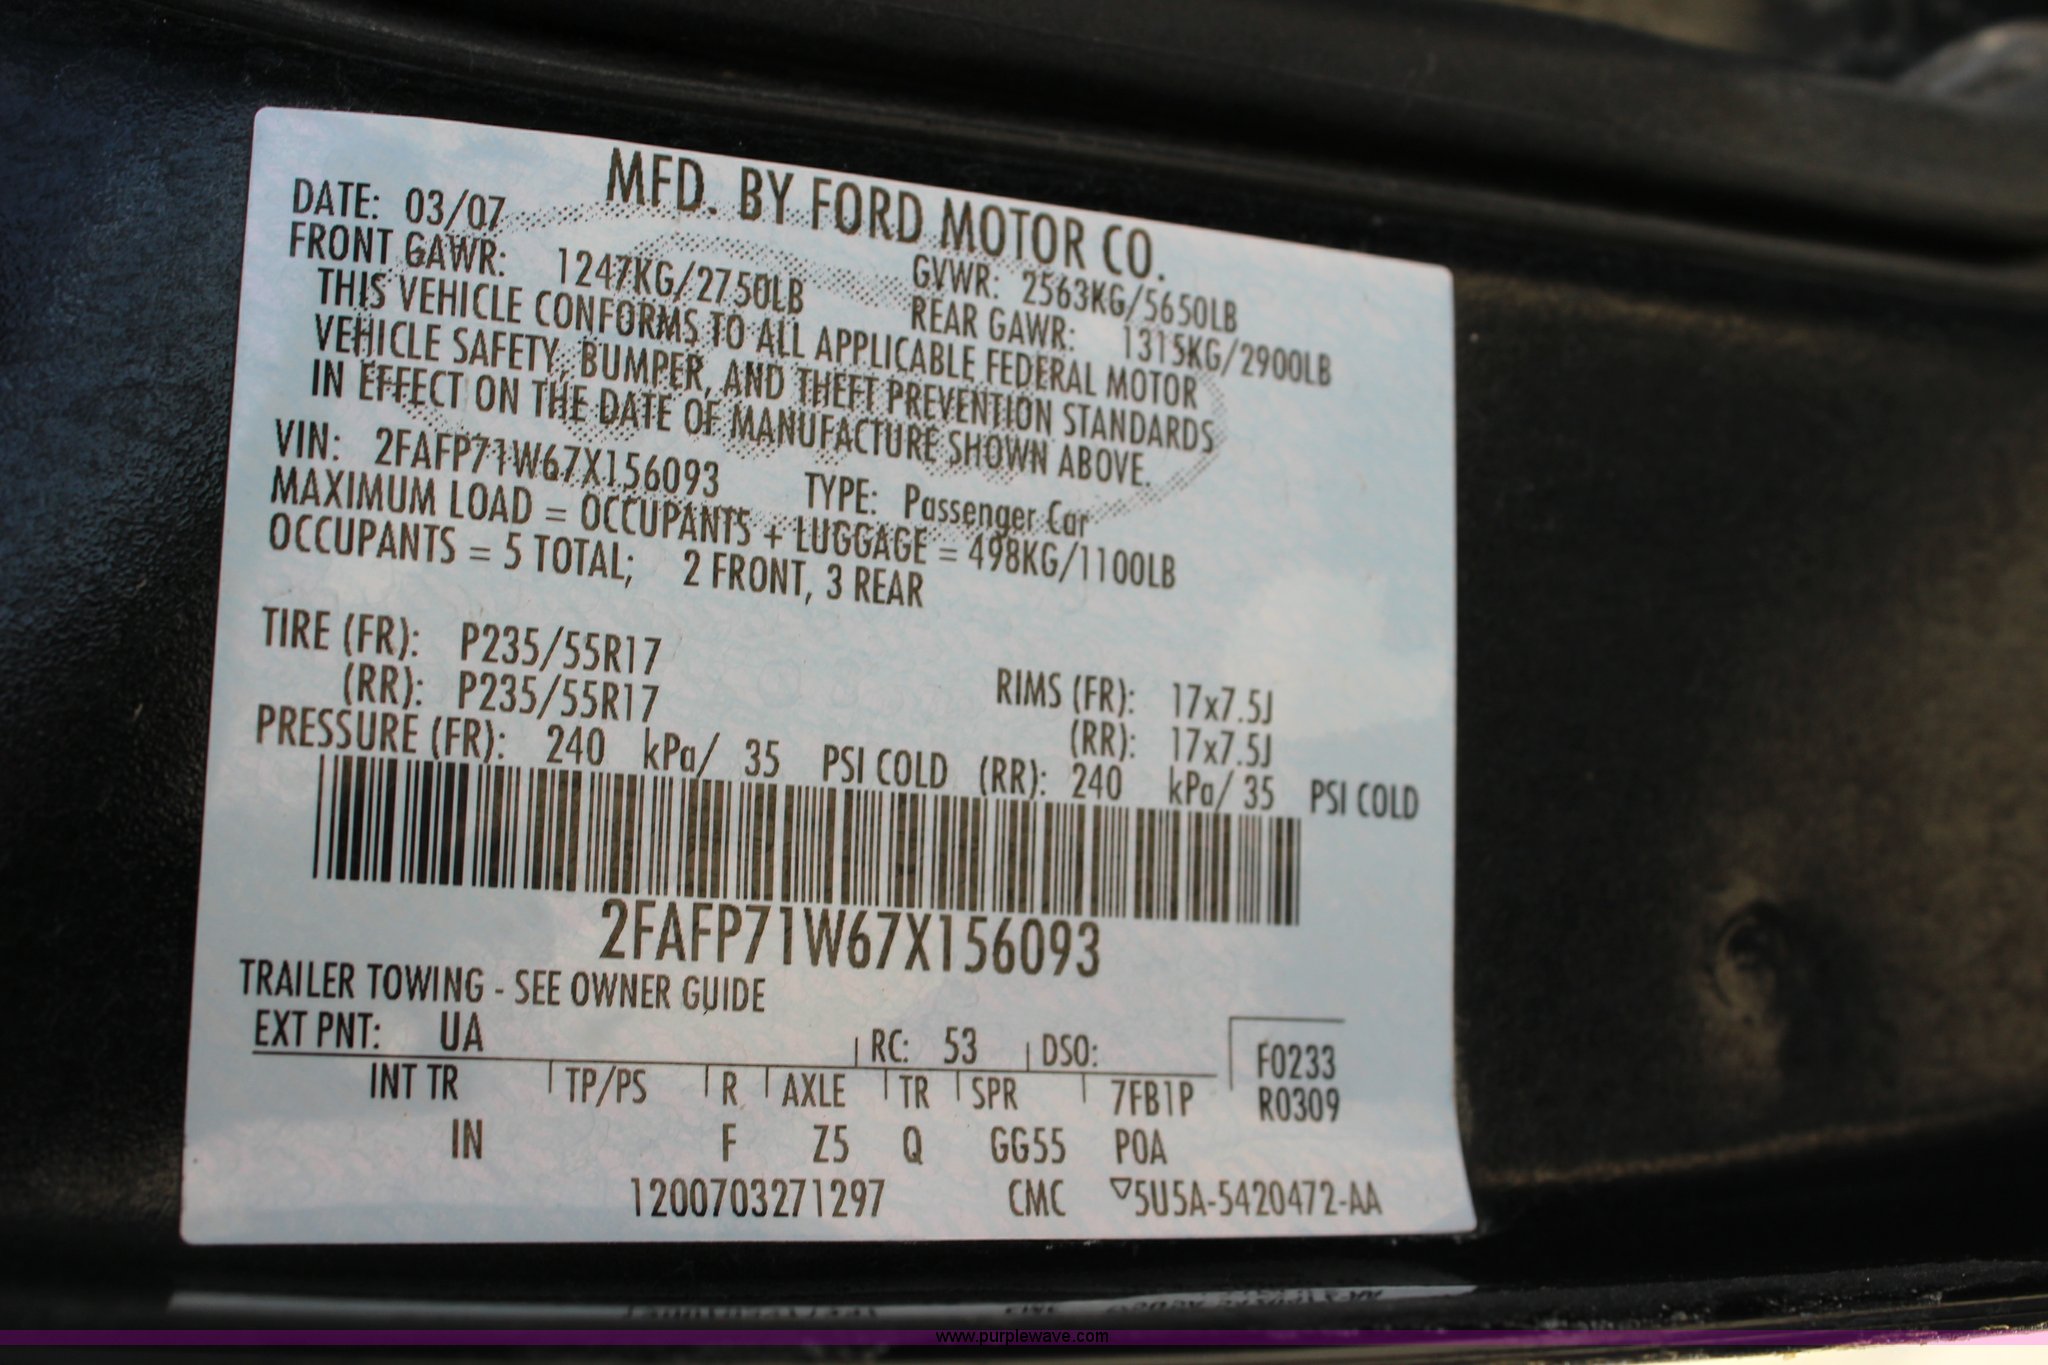 MFD. BY FORD MOTOR CO.
DATE: 03/07 GVWR: 2563KG/5650LB
FRONT GAWR: 1247KG/2750LB REAR GAWR: 1315KG/2900LB
THIS VEHICLE CONFORMS TO ALL APPLICABLE FEDERAL MOTOR
VEHICLE SAFETY, BUMPER, AND THEFT PREVENTION STANDARDS
IN EFFECT ON THE DATE OF MANUFACTURE SHOWN ABOVE.
VIN: 2FAFP71W67X156093 TYPE: Passenger Car
MAXIMUM LOAD = OCCUPANTS + LUGGAGE = 498KG/1100LB
OCCUPANTS = 5 TOTAL; 2 FRONT, 3 REAR
TIRE (FR): P235/55R17 RIMS (FR): 17x7.5J
(RR): P235/55R17 (RR): 17x7.5J
PRESSURE (FR): 240 kPa/ 35 PSI COLD (RR): 240 kPa/ 35 PSI COLD
2FAFP71W67X156093
TRAILER TOWING - SEE OWNER GUIDE
EXT PNT: UA RC: 53 DSO: F0233
INT TR TP/PS R AXLE TR SPR 7FB1P R0309
IN F Z5 Q GG55 POA
1200703271297 CMC ▽5U5A-5420472-AA
www.purplewave.com